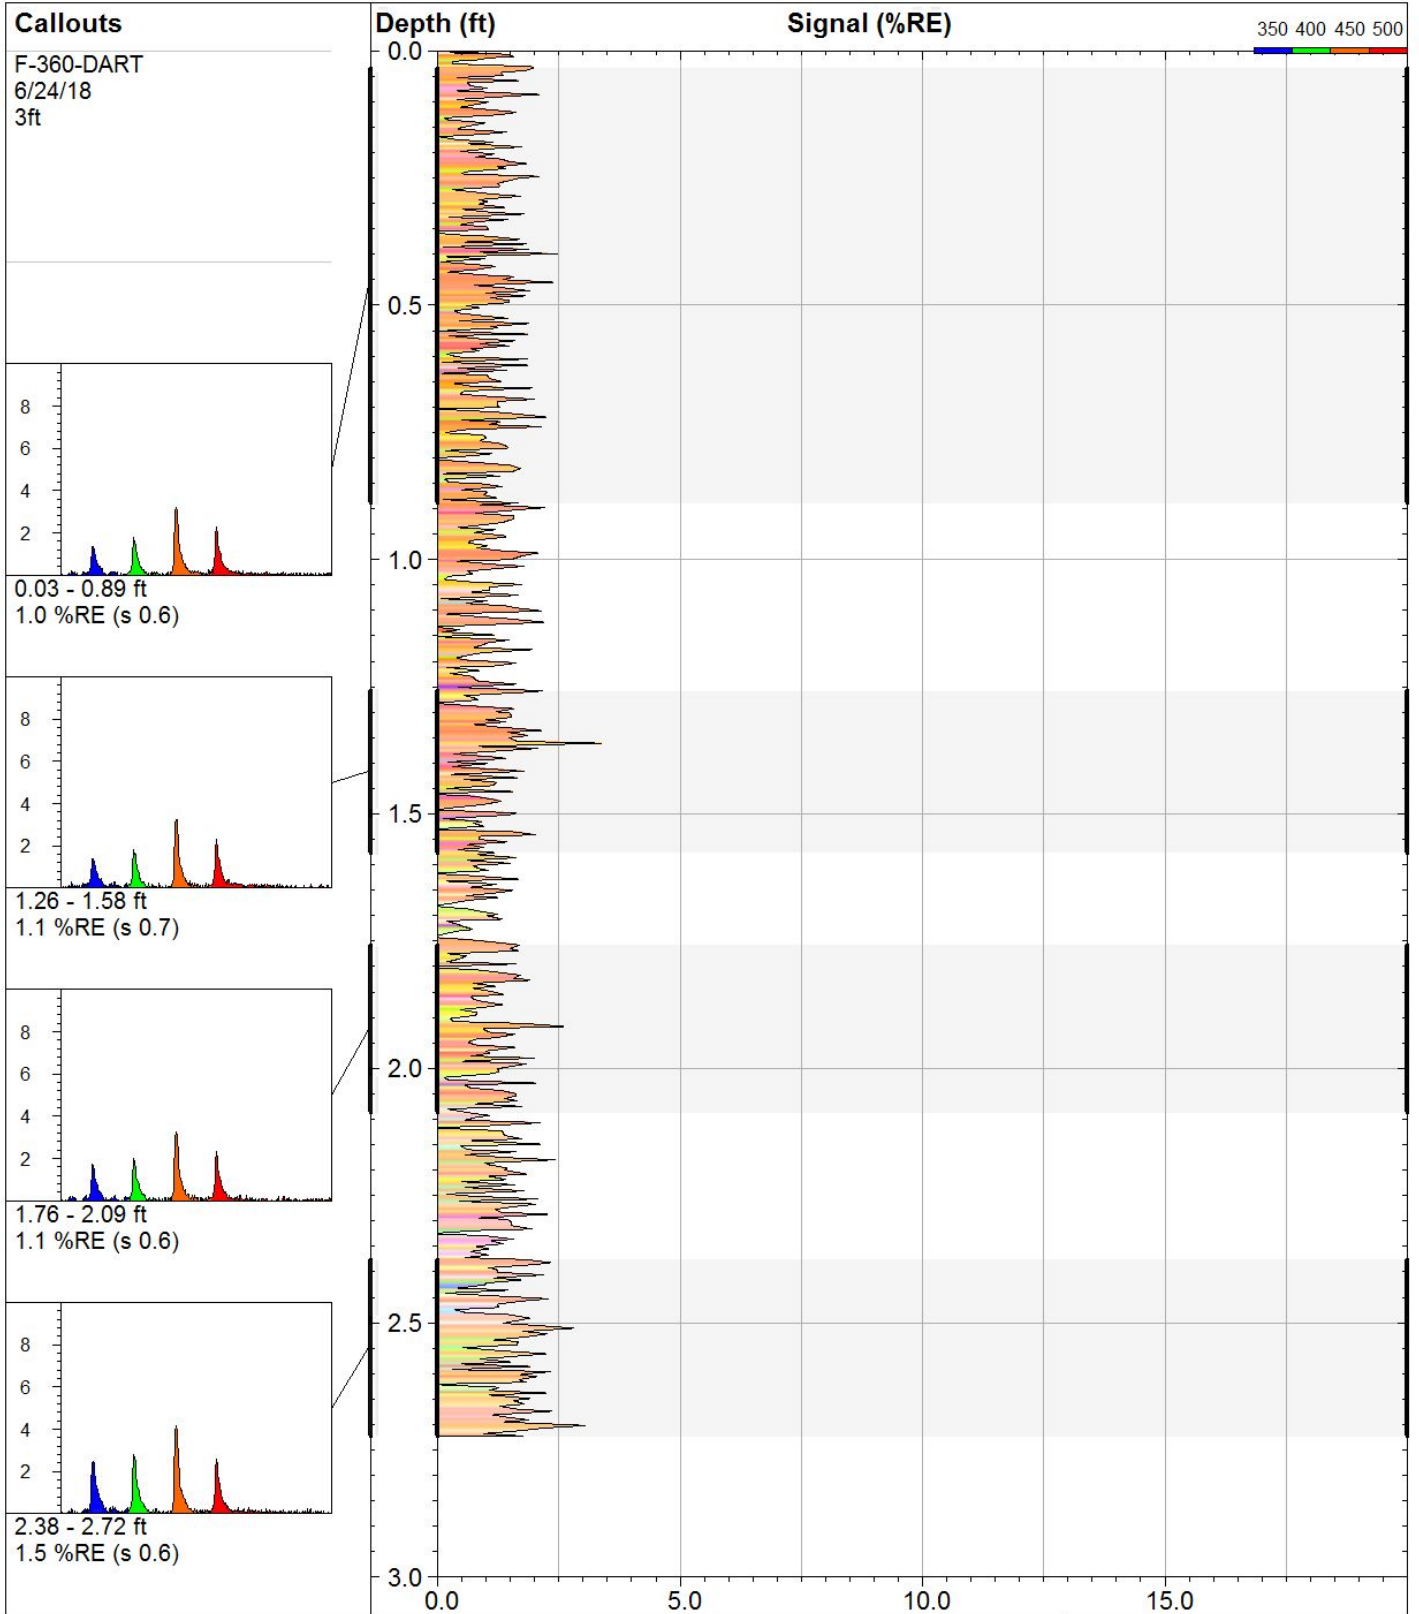 Callouts
Depth (ft)
Signal (%RE)
350 400 450 500
F-360-DART
6/24/18
3ft
8
6
4
2
0.03 - 0.89 ft
1.0 %RE (s 0.6)
8
6
4
2
1.26 - 1.58 ft
1.1 %RE (s 0.7)
8
6
4
2
1.76 - 2.09 ft
1.1 %RE (s 0.6)
8
6
4
2
2.38 - 2.72 ft
1.5 %RE (s 0.6)
0.0
0.5
1.0
1.5
2.0
2.5
3.0
0.0 5.0 10.0 15.0